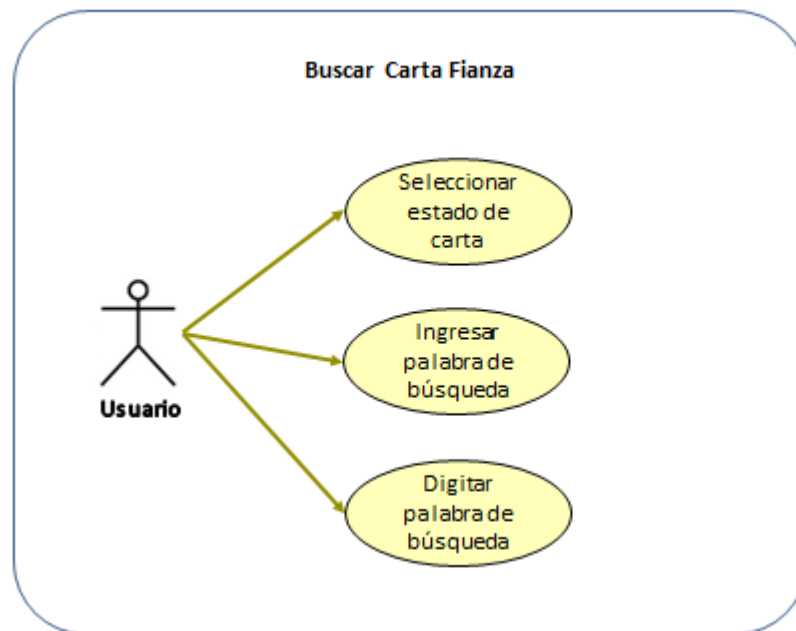 Buscar Carta Fianza
Seleccionar
estado de
carta
Ingresar
palabra de
búsqueda
Usuario
Digitar
palabra de
búsqueda